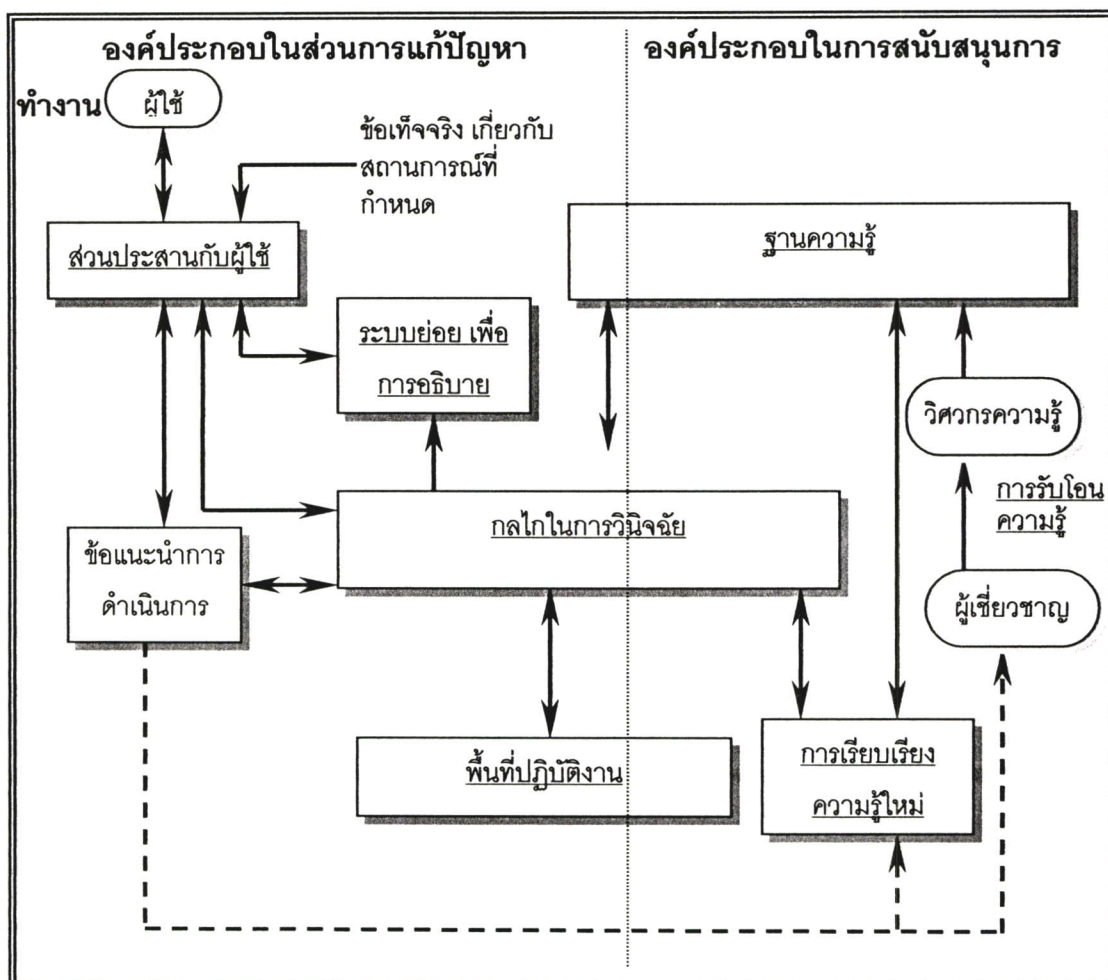 องค์ประกอบในส่วนการแก้ปัญหา
องค์ประกอบในการสนับสนุนการ
ทำงาน
ผู้ใช้
ข้อเท็จจริง เกี่ยวกับ
สถานการณ์ที่
กำหนด
ส่วนประสานกับผู้ใช้
ฐานความรู้
ระบบย่อย เพื่อ
การอธิบาย
วิศวกรความรู้
การรับโอน
ความรู้
กลไกในการวินิจฉัย
ข้อแนะนำการ
ดำเนินการ
ผู้เชี่ยวชาญ
พื้นที่ปฏิบัติงาน
การเรียบเรียง
ความรู้ใหม่